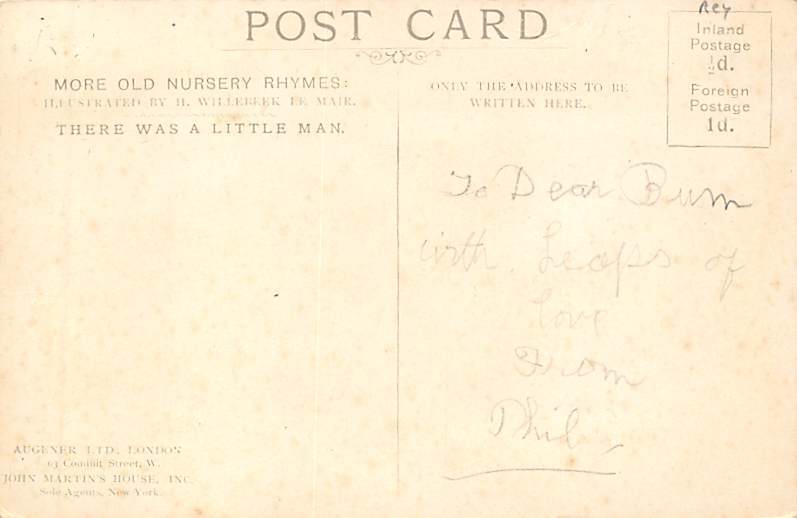 POST CARD
MORE OLD NURSERY RHYMES:
ILLUSTRATED BY H. WILLEBEEK LE MAIR.
THERE WAS A LITTLE MAN.
ONLY THE ADDRESS TO BE
WRITTEN HERE.
Rey
Inland
Postage
½d.
Foreign
Postage
1d.
To Dear Bum
with Leaps of
love
From
Phil
AUGENER LTD., LONDON
63 Conduit Street, W.
JOHN MARTIN'S HOUSE, INC.
Sole Agents, New York.